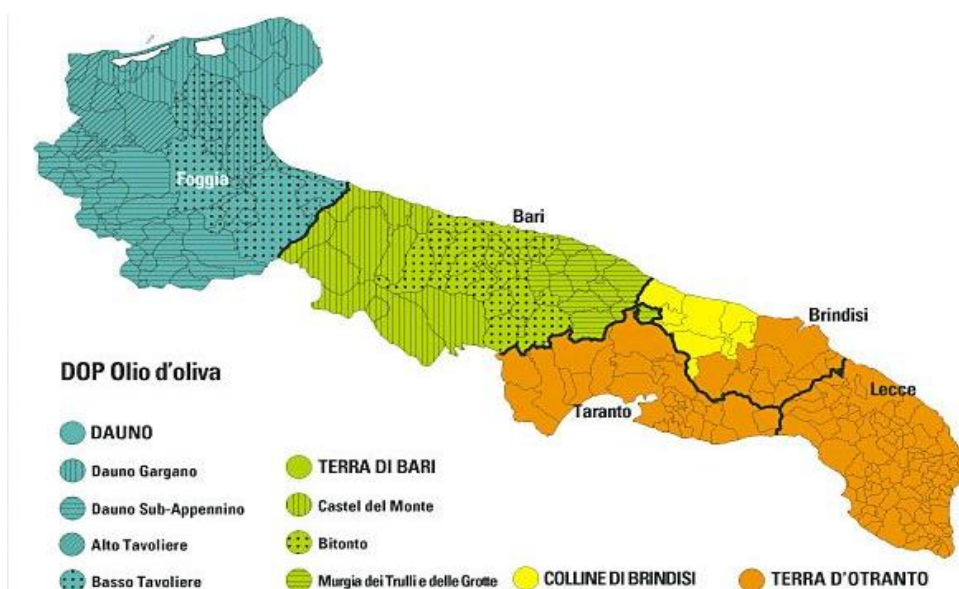 Foggia
Bari
Brindisi
Lecce
Taranto
DOP Olio d'oliva
DAUNO
Dauno Gargano
Dauno Sub-Appennino
Alto Tavoliere
Basso Tavoliere
TERRA DI BARI
Castel del Monte
Bitonto
Murgia dei Trulli e delle Grotte
COLLINE DI BRINDISI
TERRA D'OTRANTO